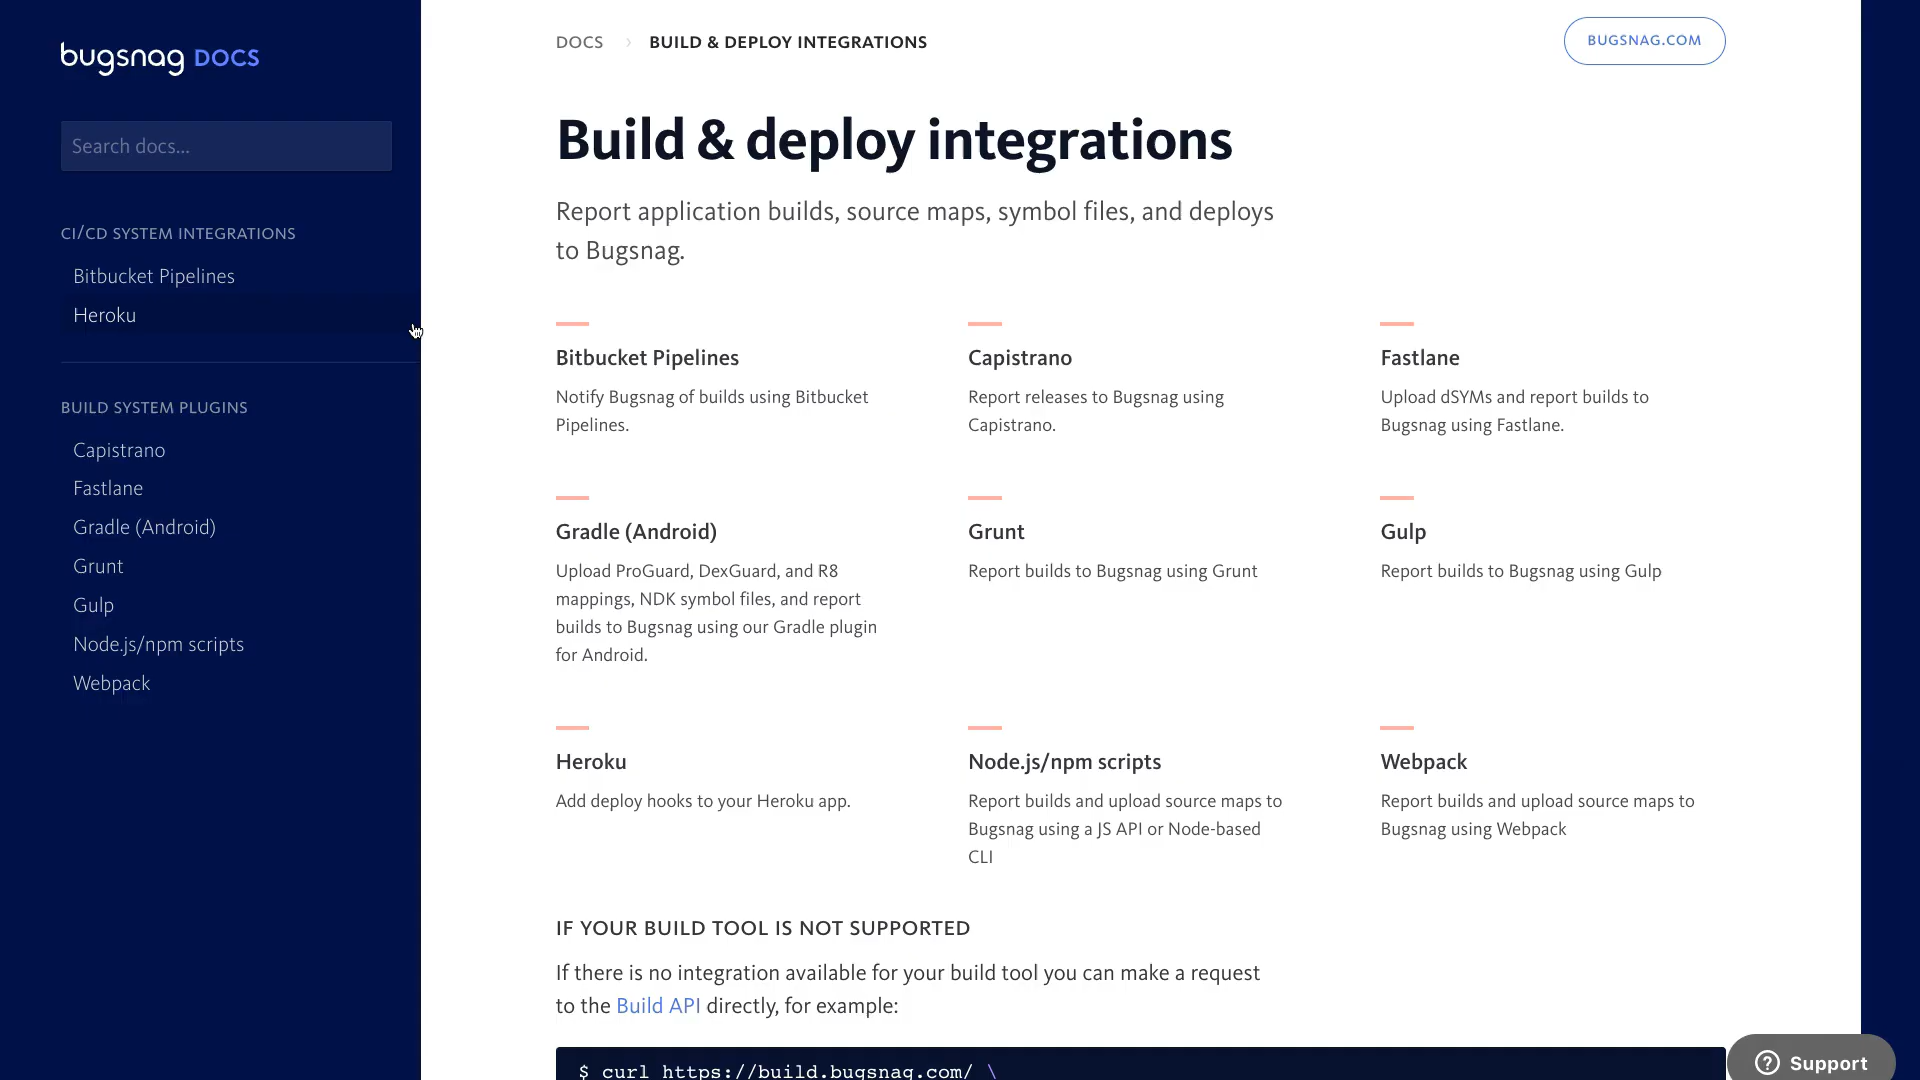 bugsnag DOCS
Search docs...
CI/CD SYSTEM INTEGRATIONS
Bitbucket Pipelines
Heroku
BUILD SYSTEM PLUGINS
Capistrano
Fastlane
Gradle (Android)
Grunt
Gulp
Node.js/npm scripts
Webpack
DOCS › BUILD & DEPLOY INTEGRATIONS
BUGSNAG.COM
Build & deploy integrations
Report application builds, source maps, symbol files, and deploys
to Bugsnag.
Bitbucket Pipelines
Notify Bugsnag of builds using Bitbucket
Pipelines.
Capistrano
Report releases to Bugsnag using
Capistrano.
Fastlane
Upload dSYMs and report builds to
Bugsnag using Fastlane.
Gradle (Android)
Upload ProGuard, DexGuard, and R8
mappings, NDK symbol files, and report
builds to Bugsnag using our Gradle plugin
for Android.
Grunt
Report builds to Bugsnag using Grunt
Gulp
Report builds to Bugsnag using Gulp
Heroku
Add deploy hooks to your Heroku app.
Node.js/npm scripts
Report builds and upload source maps to
Bugsnag using a JS API or Node-based
CLI
Webpack
Report builds and upload source maps to
Bugsnag using Webpack
IF YOUR BUILD TOOL IS NOT SUPPORTED
If there is no integration available for your build tool you can make a request
to the Build API directly, for example:
$ curl https://build.bugsnag.com/ \
Support